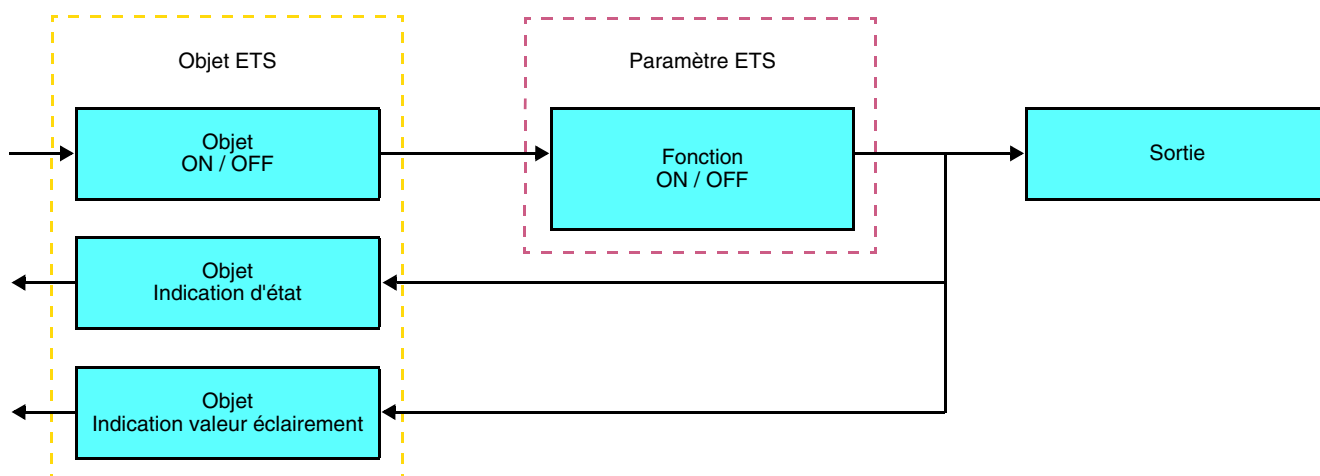 Objet ETS
Paramètre ETS
Objet
ON / OFF
Fonction
ON / OFF
Sortie
Objet
Indication d'état
Objet
Indication valeur éclairement